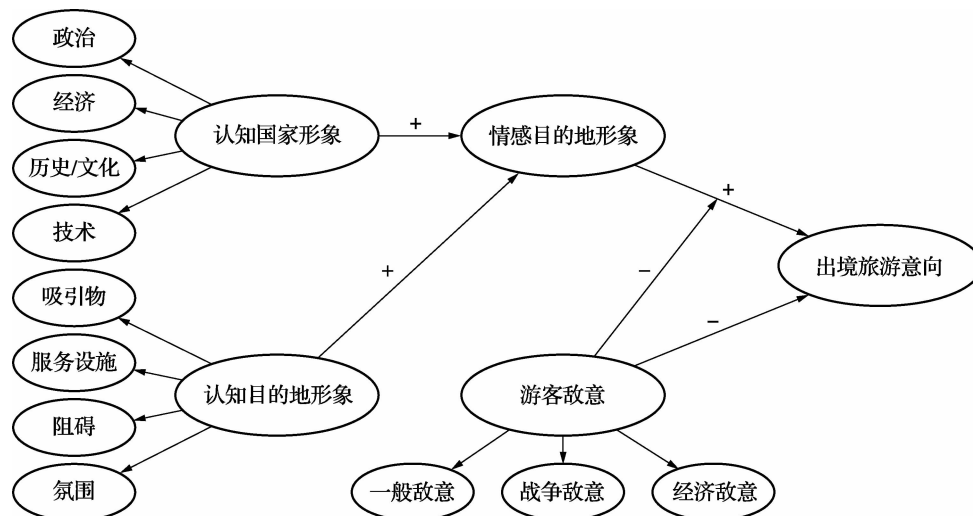 政治
经济
历史/文化
技术
吸引物
服务设施
阻碍
氛围
认知国家形象
认知目的地形象
+
+
情感目的地形象
+
−
−
游客敌意
一般敌意
战争敌意
经济敌意
出境旅游意向